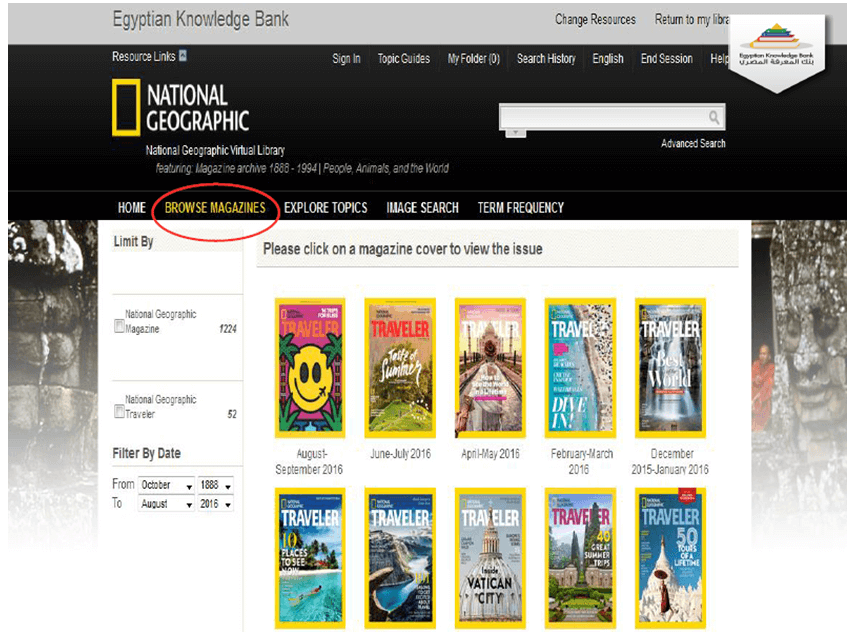 Egyptian Knowledge Bank
Change Resources Return to my libra
Egyptian Knowledge Bank
بنك المعرفة المصري
Resource Links
Sign In Topic Guides My Folder (0) Search History English End Session Help
NATIONAL
GEOGRAPHIC
National Geographic Virtual Library
featuring: Magazine archive 1888 - 1994 | People, Animals, and the World
Advanced Search
HOME BROWSE MAGAZINES EXPLORE TOPICS IMAGE SEARCH TERM FREQUENCY
Limit By
National Geographic
Magazine 1224
National Geographic
Traveler 52
Filter By Date
From October 1888
To August 2016
Please click on a magazine cover to view the issue
TRAVELER
August-
September 2016
TRAVELER
Taste of
Summer
June-July 2016
TRAVELER
April-May 2016
TRAVEL
DIVE
IN!
February-March
2016
TRAVELER
Best
World
December
2015-January 2016
TRAVELER
10
PLACES
TO SEE
NOW
TRAVELER
TRAVELER
Inside
VATICAN
CITY
TRAVELER
40
GREAT
SUMMER
TRIPS
TRAVELER
50
TOURS
OF A
LIFETIME